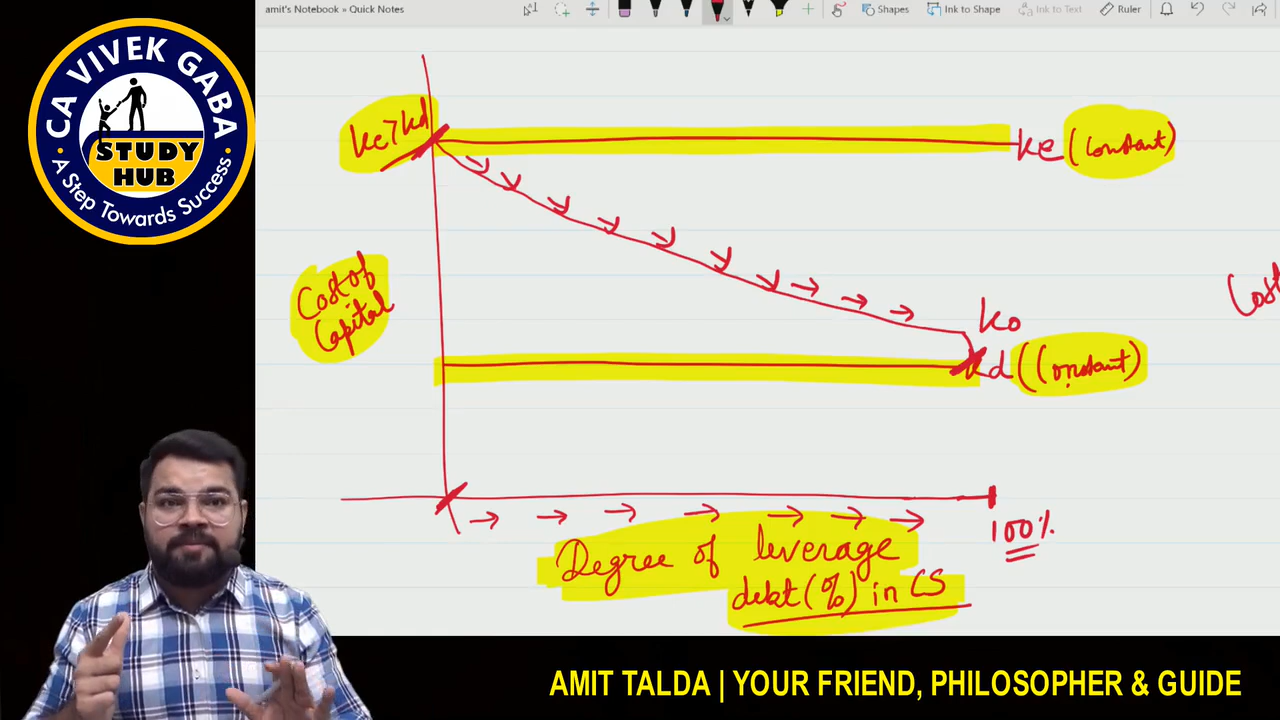 amit's Notebook » Quick Notes
Shapes
Ink to Shape
Ink to Text
Ruler
CA VIVEK GABA
STUDY
HUB
• A Step Towards Success •
ke>kd
ke (constant)
Cost of
Capital
ko
kd (constant)
Cost
100%
Degree of leverage
debt (%) in CS
AMIT TALDA | YOUR FRIEND, PHILOSOPHER & GUIDE